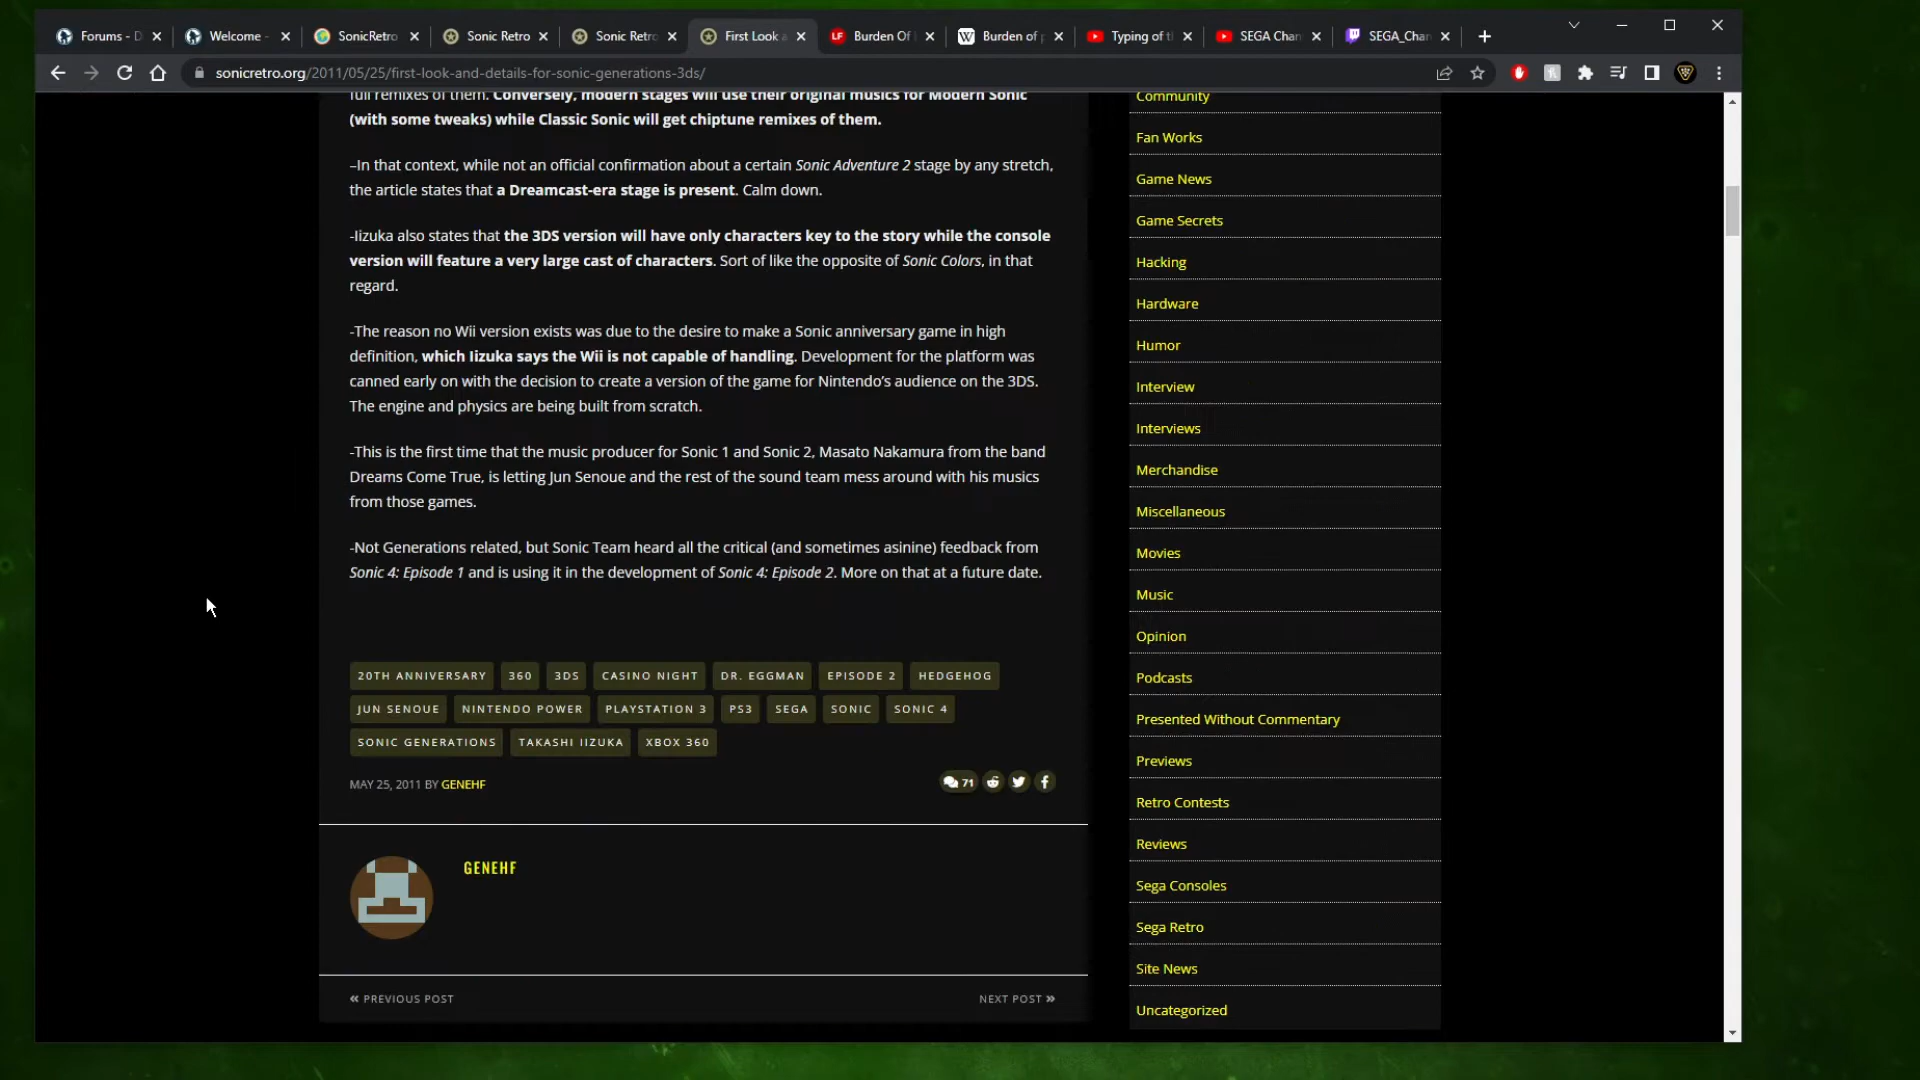 Forums - D
Welcome -
SonicRetro
Sonic Retro
Sonic Retro
First Look a
Burden Of
Burden of p
Typing of t
SEGA Chan
SEGA_Chan
sonicretro.org/2011/05/25/first-look-and-details-for-sonic-generations-3ds/
full remixes of them. Conversely, modern stages will use their original musics for Modern Sonic
(with some tweaks) while Classic Sonic will get chiptune remixes of them.
–In that context, while not an official confirmation about a certain Sonic Adventure 2 stage by any stretch,
the article states that a Dreamcast-era stage is present. Calm down.
-Iizuka also states that the 3DS version will have only characters key to the story while the console
version will feature a very large cast of characters. Sort of like the opposite of Sonic Colors, in that
regard.
-The reason no Wii version exists was due to the desire to make a Sonic anniversary game in high
definition, which Iizuka says the Wii is not capable of handling. Development for the platform was
canned early on with the decision to create a version of the game for Nintendo's audience on the 3DS.
The engine and physics are being built from scratch.
-This is the first time that the music producer for Sonic 1 and Sonic 2, Masato Nakamura from the band
Dreams Come True, is letting Jun Senoue and the rest of the sound team mess around with his musics
from those games.
-Not Generations related, but Sonic Team heard all the critical (and sometimes asinine) feedback from
Sonic 4: Episode 1 and is using it in the development of Sonic 4: Episode 2. More on that at a future date.
20TH ANNIVERSARY 360 3DS CASINO NIGHT DR. EGGMAN EPISODE 2 HEDGEHOG
JUN SENOUE NINTENDO POWER PLAYSTATION 3 PS3 SEGA SONIC SONIC 4
SONIC GENERATIONS TAKASHI IIZUKA XBOX 360
MAY 25, 2011 BY GENEHF
71
GENEHF
« PREVIOUS POST
NEXT POST »
Community
Fan Works
Game News
Game Secrets
Hacking
Hardware
Humor
Interview
Interviews
Merchandise
Miscellaneous
Movies
Music
Opinion
Podcasts
Presented Without Commentary
Previews
Retro Contests
Reviews
Sega Consoles
Sega Retro
Site News
Uncategorized